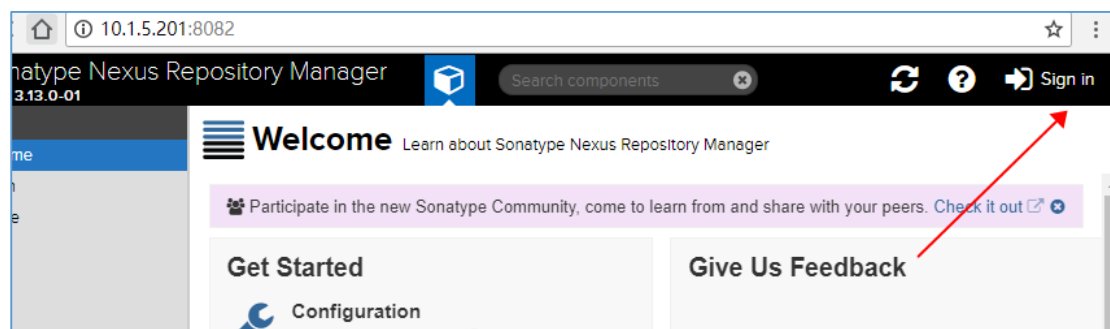 10.1.5.201:8082
natype Nexus Repository Manager
3.13.0-01
Search components
Sign in
me
Welcome Learn about Sonatype Nexus Repository Manager
e
Participate in the new Sonatype Community, come to learn from and share with your peers. Check it out
Get Started
Give Us Feedback
Configuration